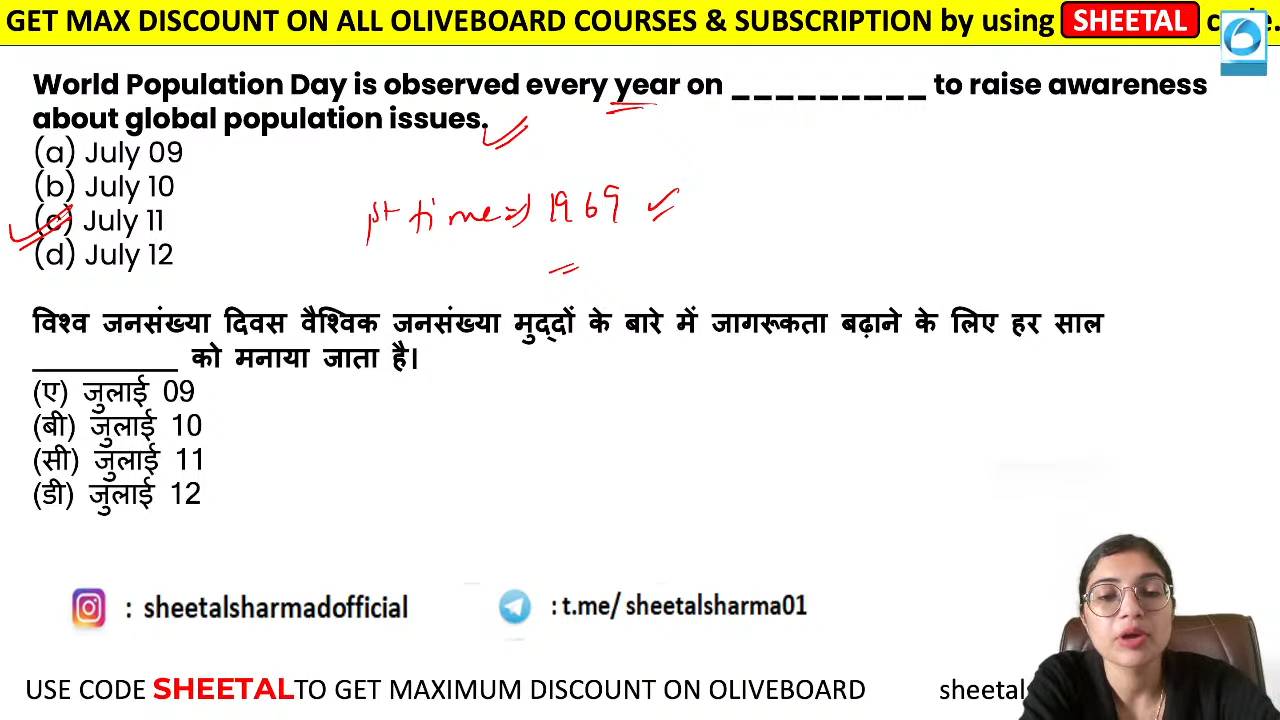 GET MAX DISCOUNT ON ALL OLIVEBOARD COURSES & SUBSCRIPTION by using SHEETAL code.
World Population Day is observed every year on _________ to raise awareness
about global population issues.
(a) July 09
(b) July 10
(c) July 11
(d) July 12
1st time => 1969
विश्व जनसंख्या दिवस वैश्विक जनसंख्या मुद्दों के बारे में जागरूकता बढ़ाने के लिए हर साल
_________ को मनाया जाता है।
(ए) जुलाई 09
(बी) जुलाई 10
(सी) जुलाई 11
(डी) जुलाई 12
: sheetalsharmadofficial
: t.me/ sheetalsharma01
USE CODE SHEETAL TO GET MAXIMUM DISCOUNT ON OLIVEBOARD